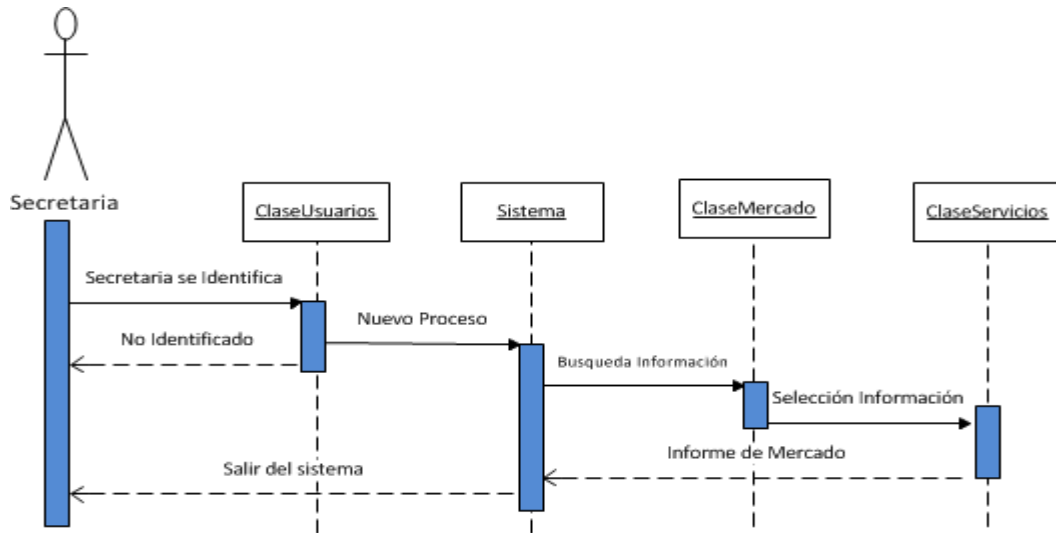 Secretaria
ClaseUsuarios
Sistema
ClaseMercado
ClaseServicios
Secretaria se Identifica
Nuevo Proceso
No Identificado
Busqueda Información
Selección Información
Informe de Mercado
Salir del sistema